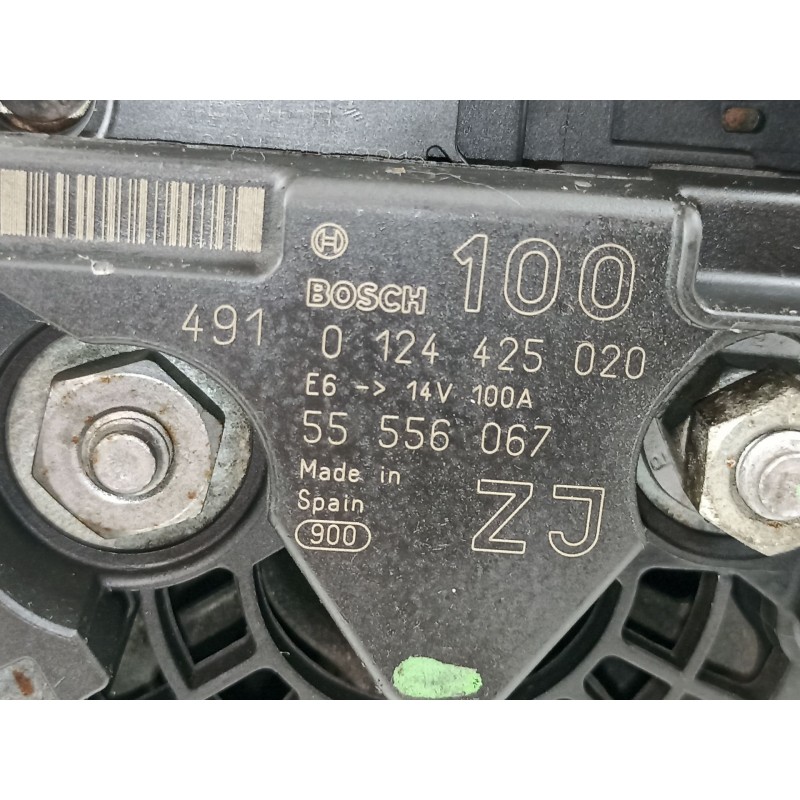 BOSCH 100
491 0 124 425 020
E6 -> 14V 100A
55 556 067
Made in
Spain
900
ZJ